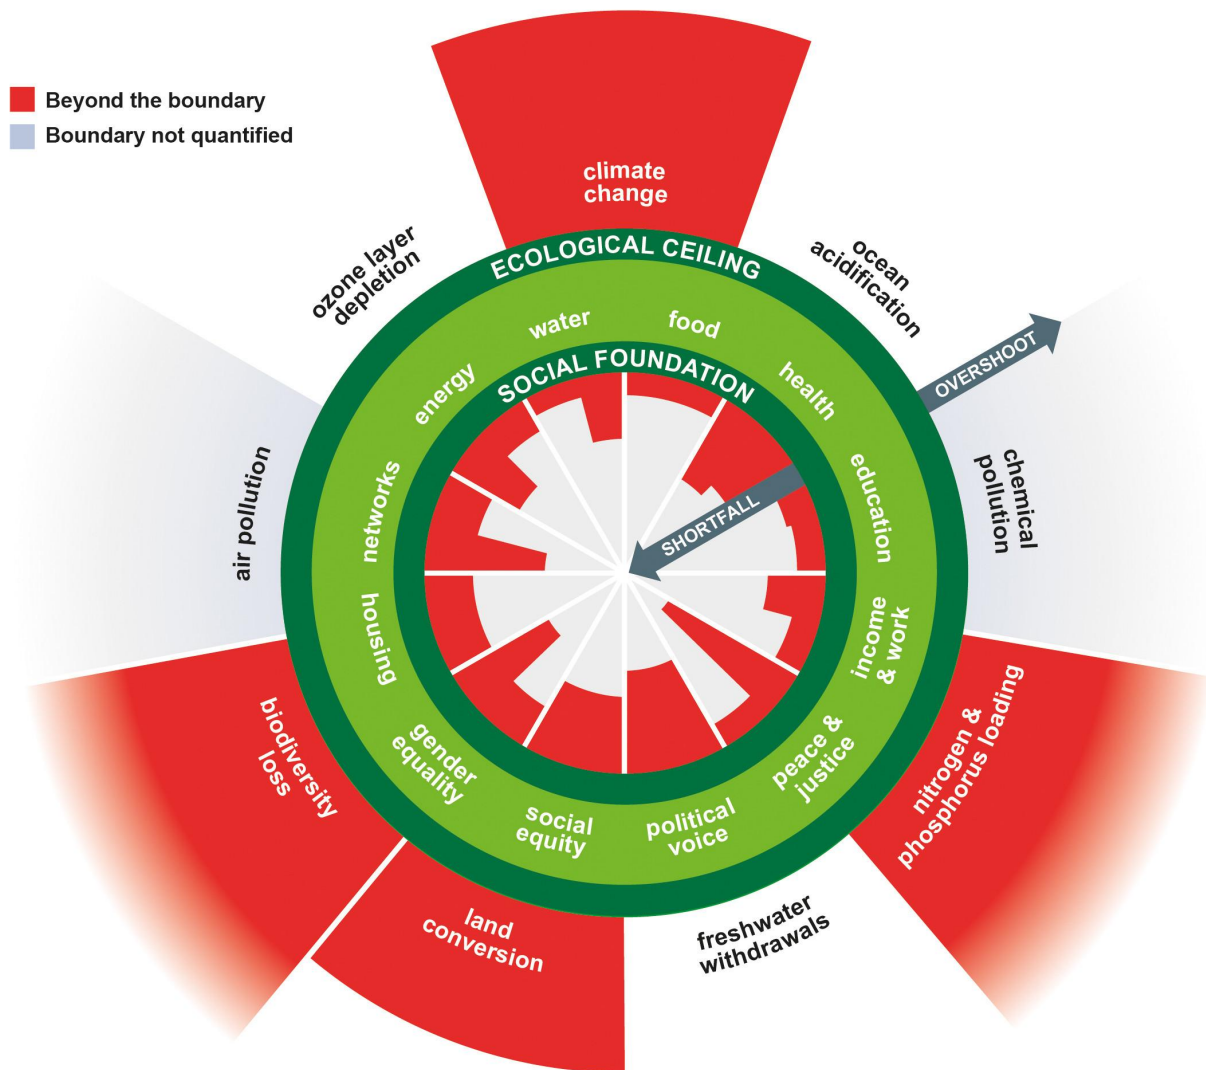 Beyond the boundary
Boundary not quantified
climate
change
ozone layer
depletion
ocean
acidification
ECOLOGICAL CEILING
water
food
energy
health
SOCIAL FOUNDATION
OVERSHOOT
SHORTFALL
networks
education
air pollution
chemical
pollution
housing
income
& work
biodiversity
loss
gender
equality
peace &
justice
nitrogen &
phosphorus loading
social
equity
political
voice
land
conversion
freshwater
withdrawals